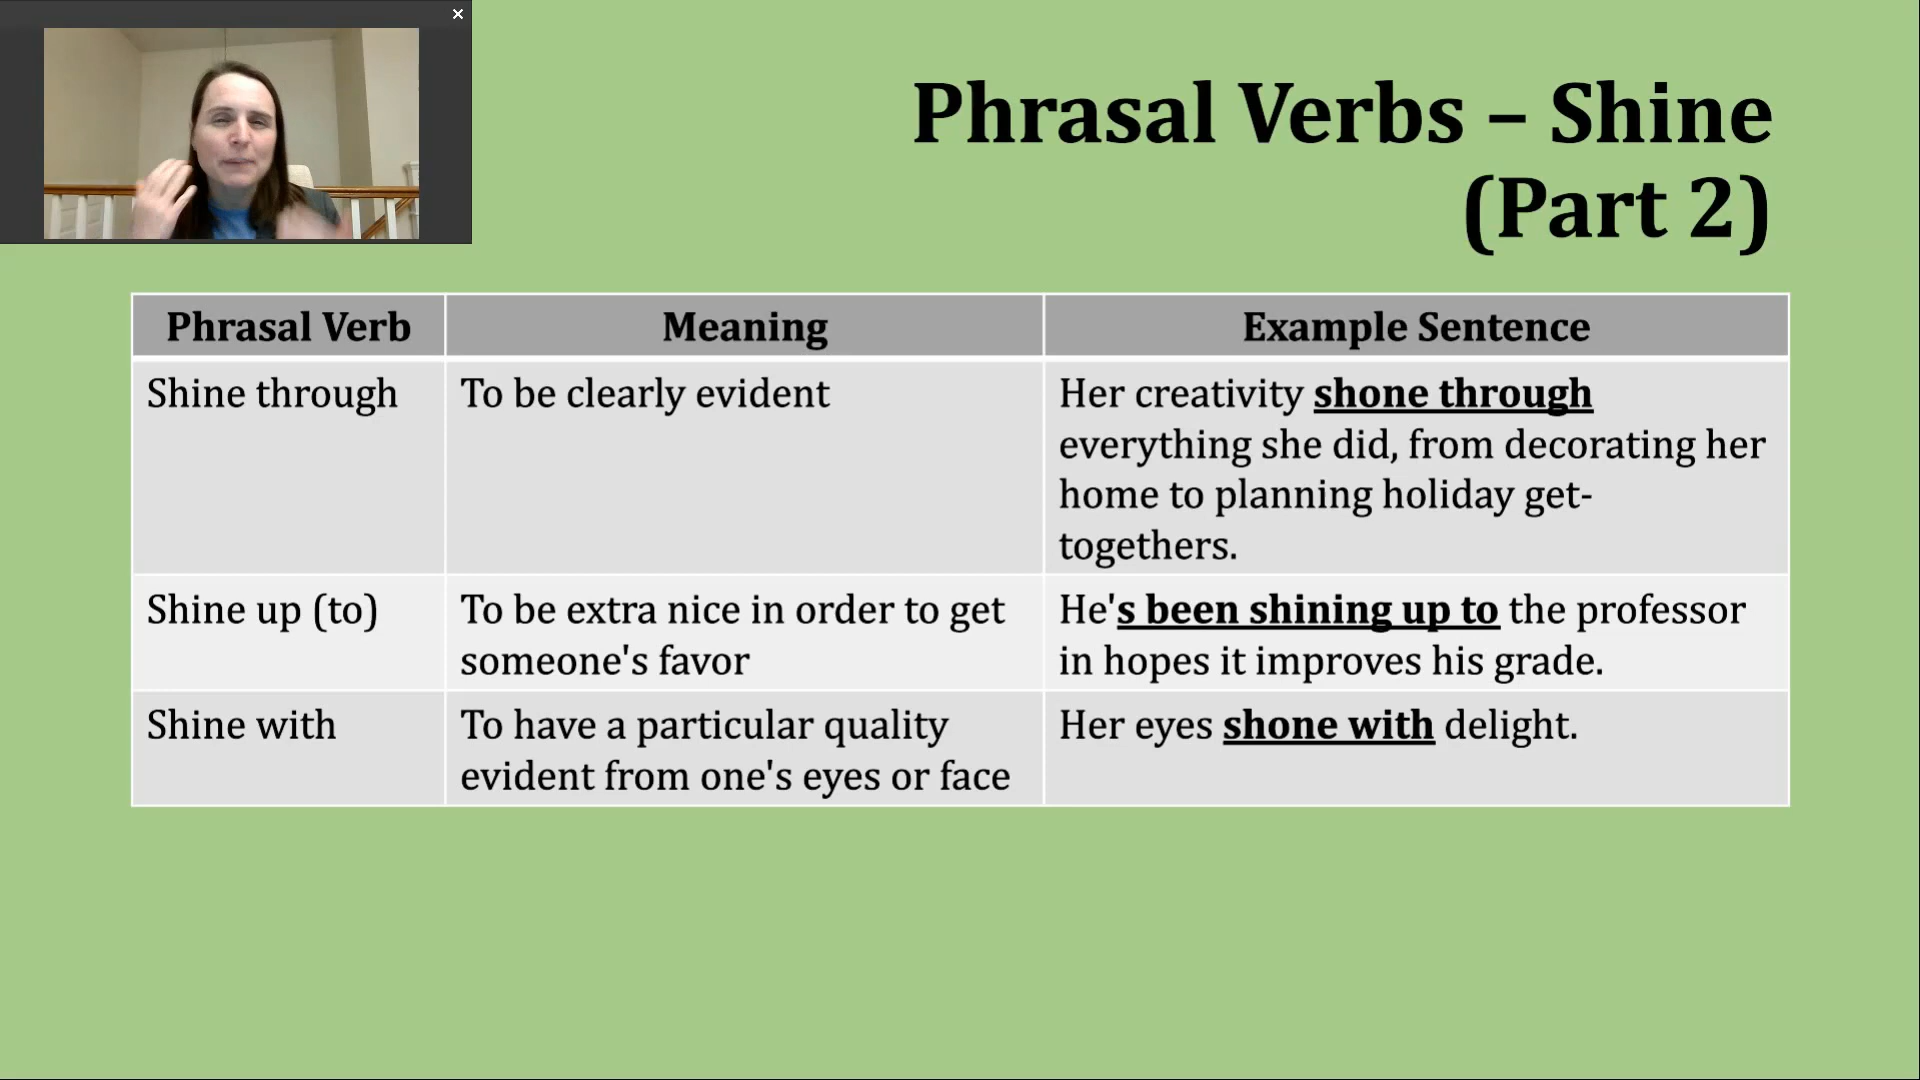 Phrasal Verbs – Shine
(Part 2)
Phrasal Verb
Meaning
Example Sentence
Shine through
To be clearly evident
Her creativity shone through
everything she did, from decorating her
home to planning holiday get-
togethers.
Shine up (to)
To be extra nice in order to get
someone's favor
He's been shining up to the professor
in hopes it improves his grade.
Shine with
To have a particular quality
evident from one's eyes or face
Her eyes shone with delight.